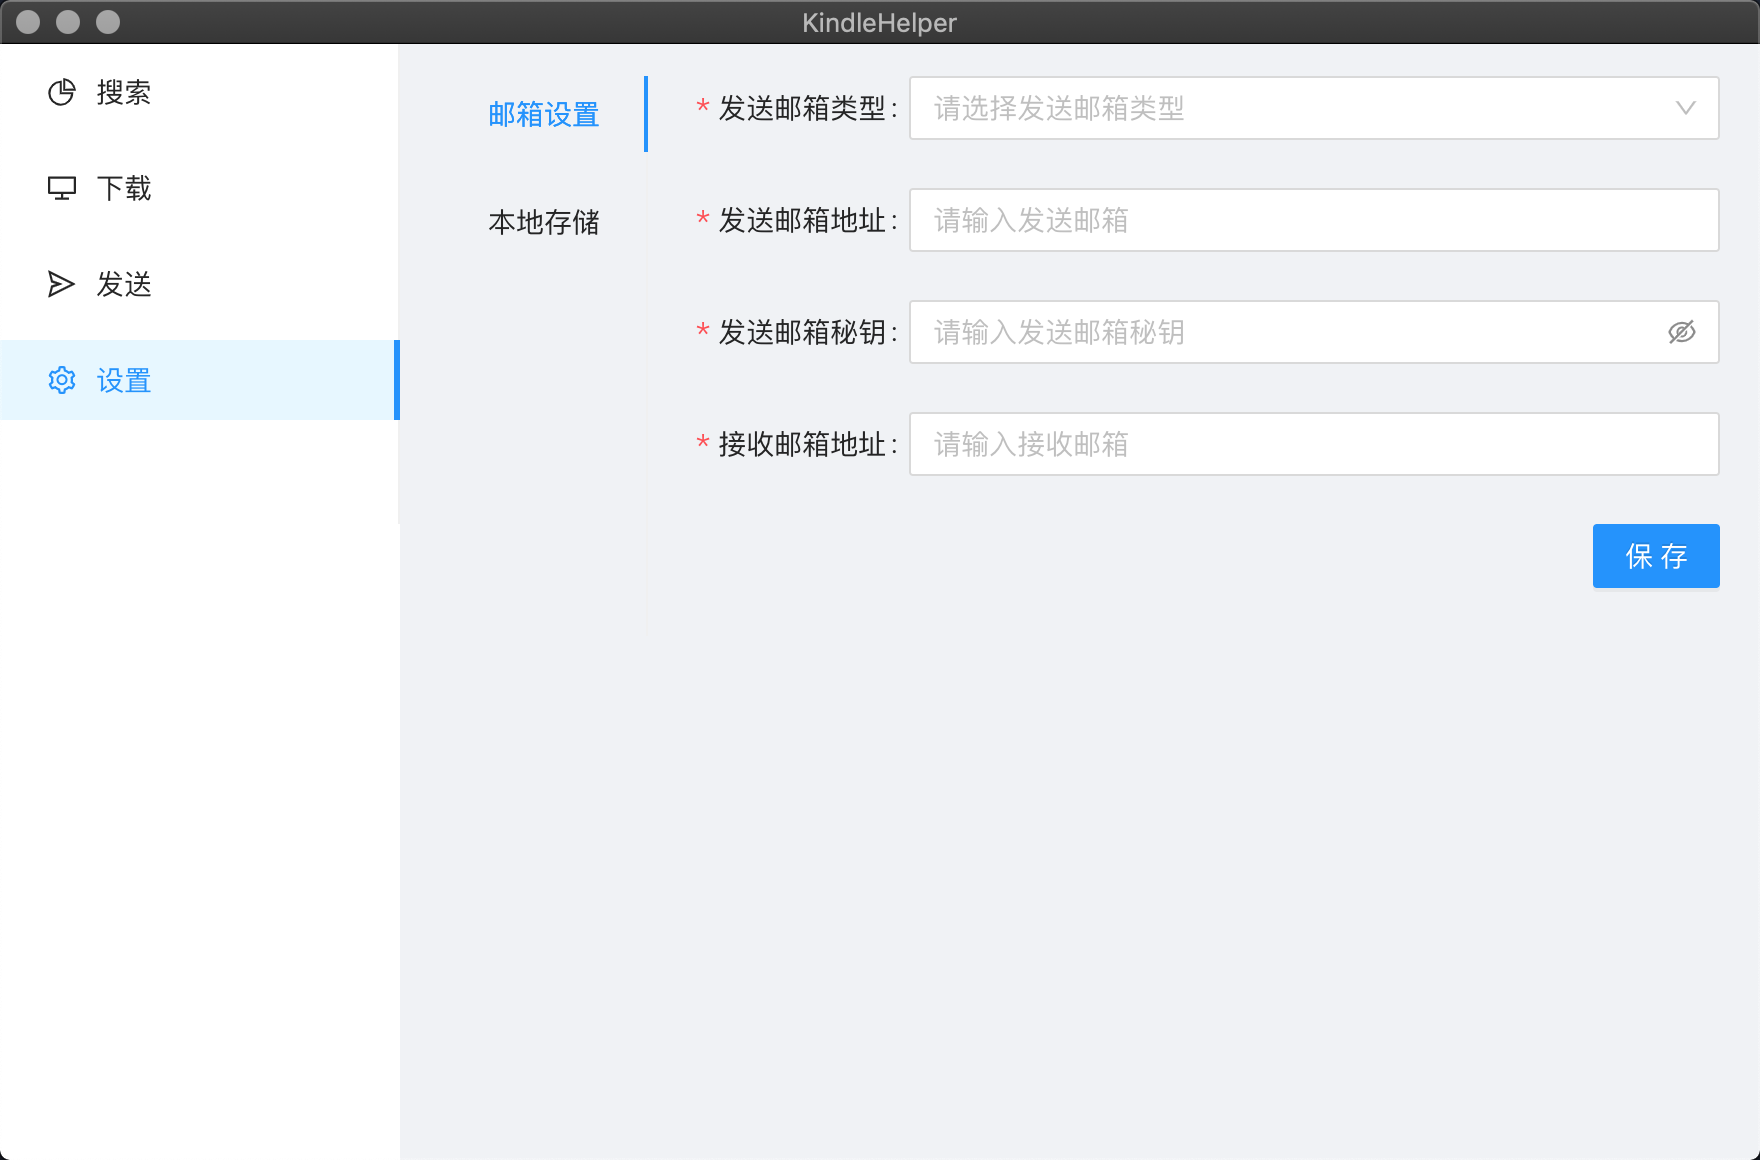 KindleHelper
搜索
下载
发送
设置
邮箱设置
本地存储
* 发送邮箱类型: 请选择发送邮箱类型
* 发送邮箱地址: 请输入发送邮箱
* 发送邮箱秘钥: 请输入发送邮箱秘钥
* 接收邮箱地址: 请输入接收邮箱
保 存